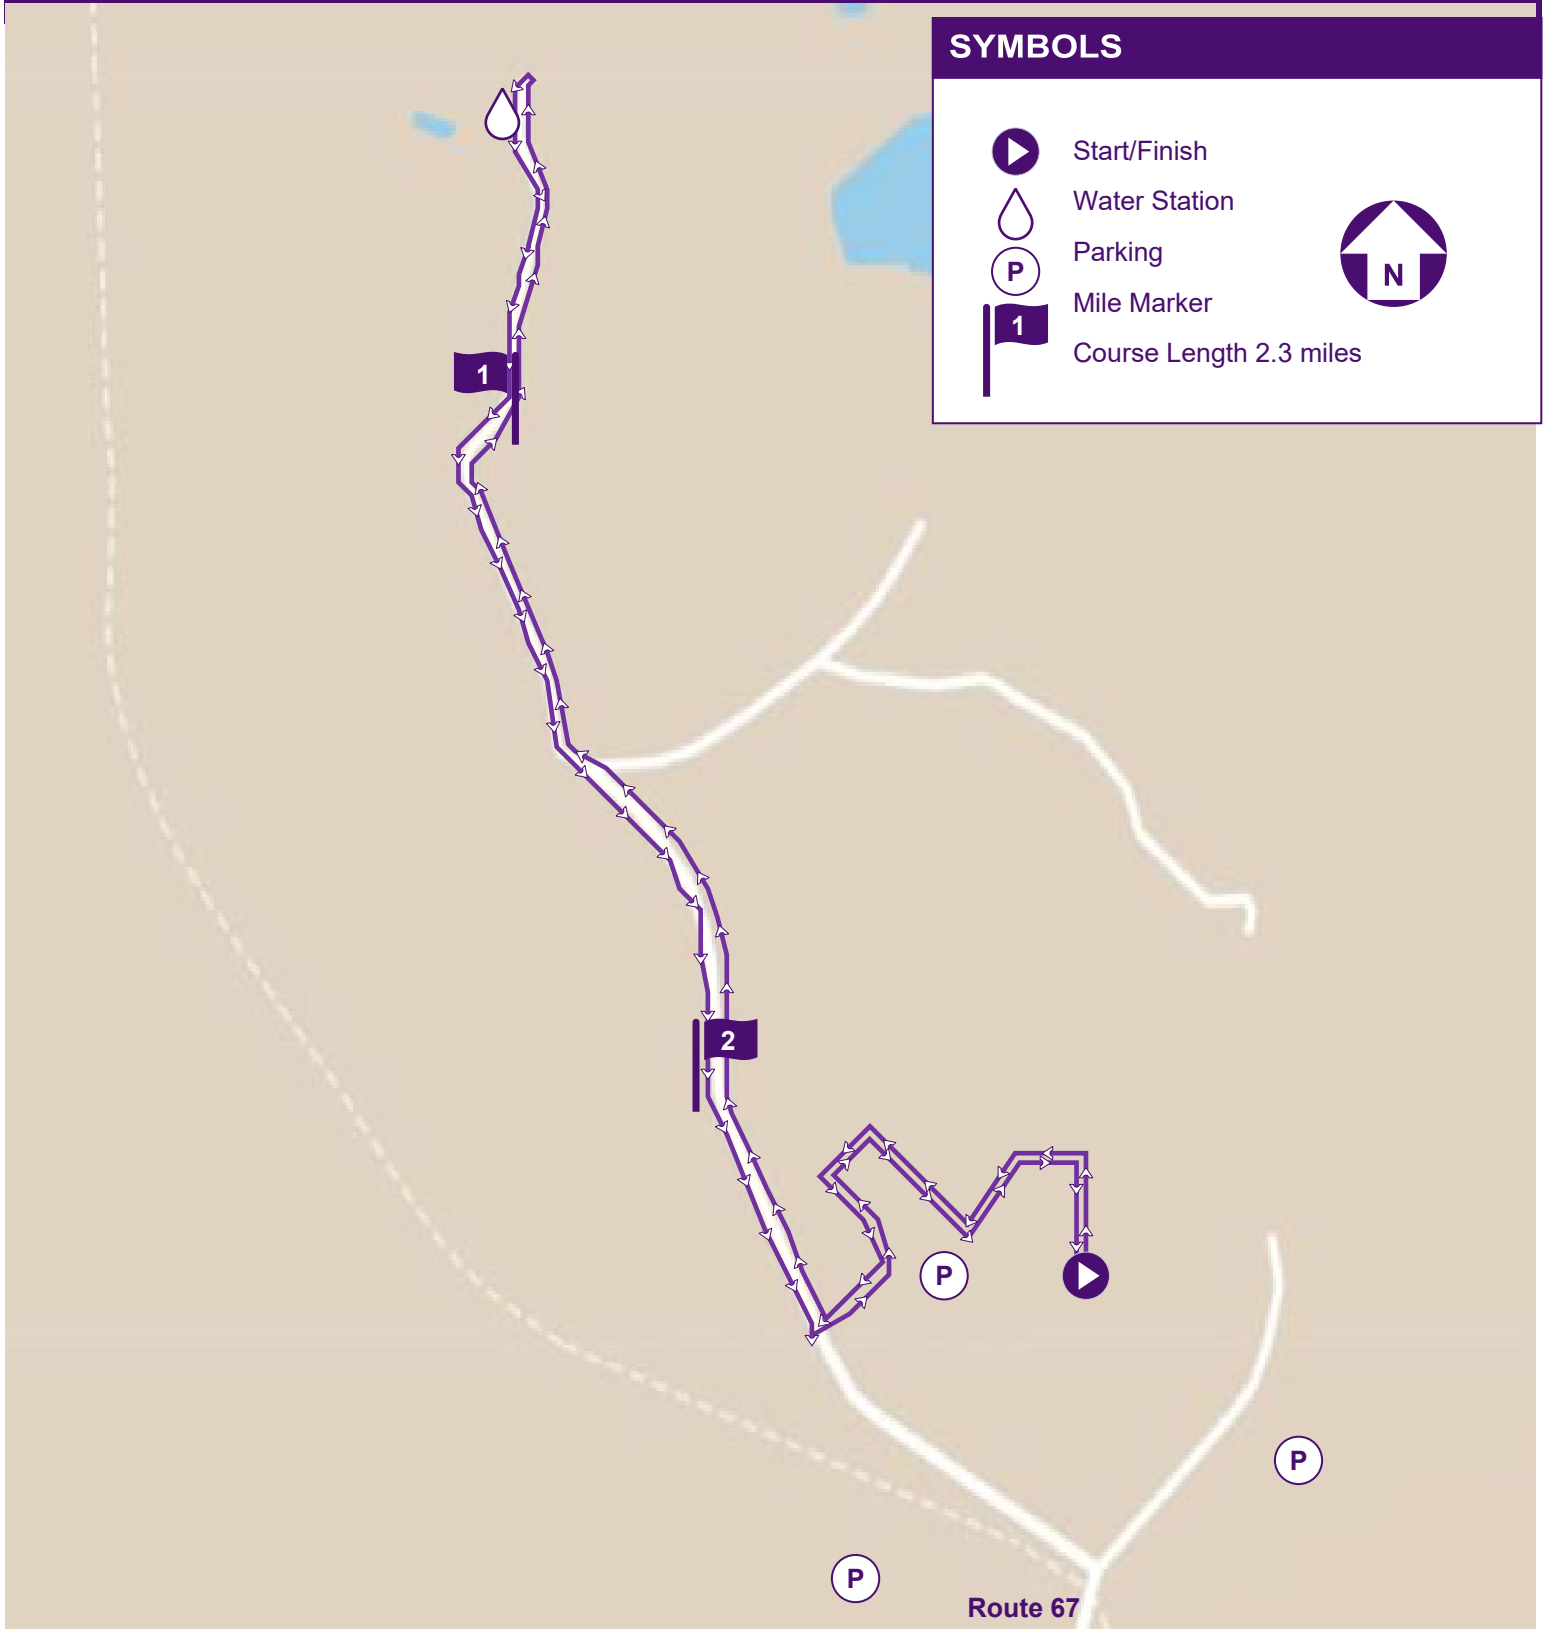 SYMBOLS
Start/Finish
Water Station
P
Parking
N
Mile Marker
1
Course Length 2.3 miles
1
2
P
P
P
Route 67